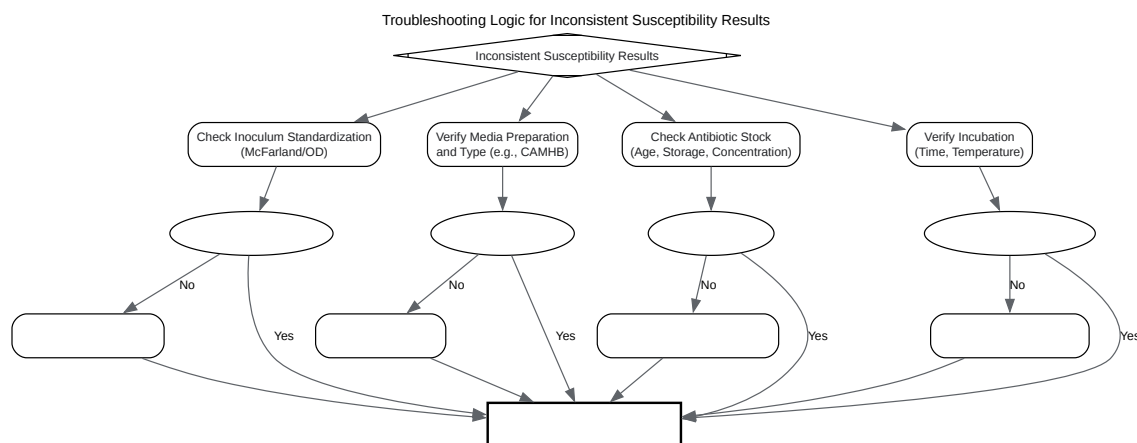 Troubleshooting Logic for Inconsistent Susceptibility Results
Inconsistent Susceptibility Results
Check Inoculum Standardization
(McFarland/OD)
Verify Media Preparation
and Type (e.g., CAMHB)
Check Antibiotic Stock
(Age, Storage, Concentration)
Verify Incubation
(Time, Temperature)
No
No
No
No
Yes
Yes
Yes
Yes